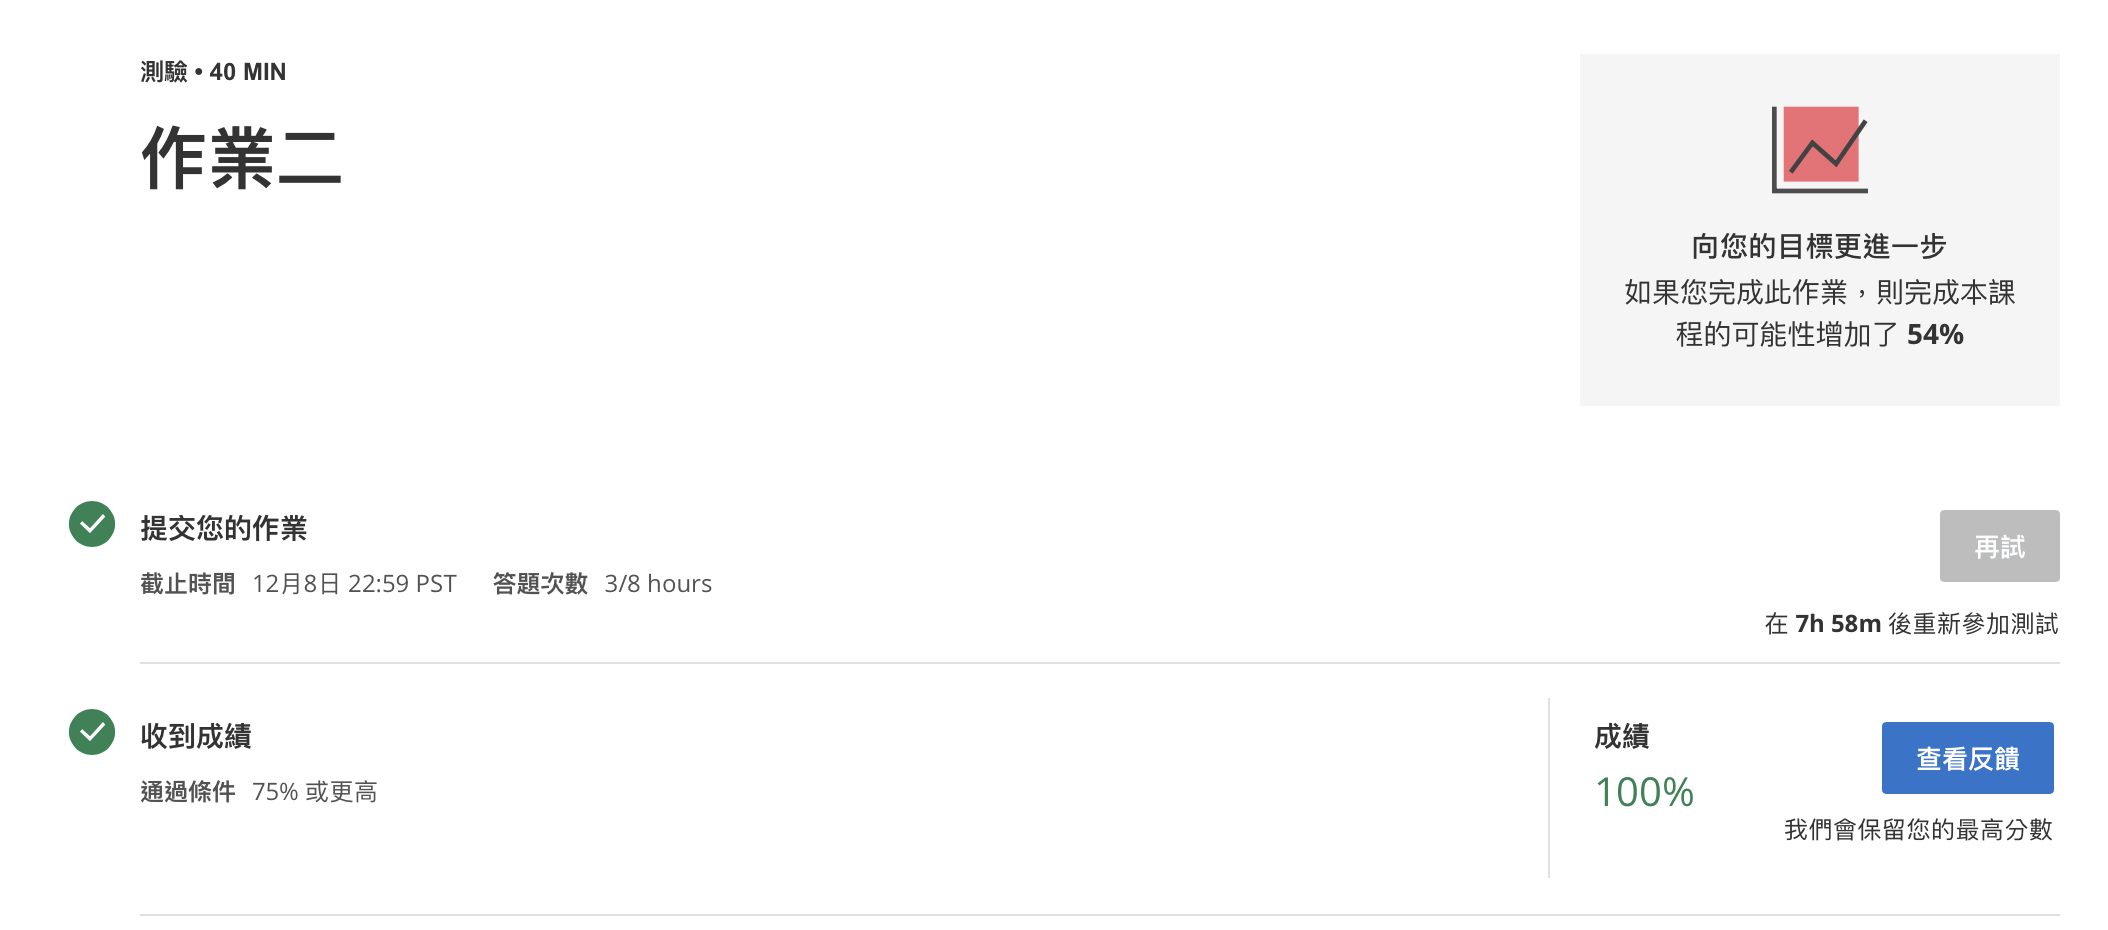 測驗 • 40 MIN
作業二
向您的目標更進一步
如果您完成此作業，則完成本課
程的可能性增加了 54%
提交您的作業
截止時間 12月8日 22:59 PST 答題次數 3/8 hours
再試
在 7h 58m 後重新參加測試
收到成績
通過條件 75% 或更高
成績
100%
查看反饋
我們會保留您的最高分數